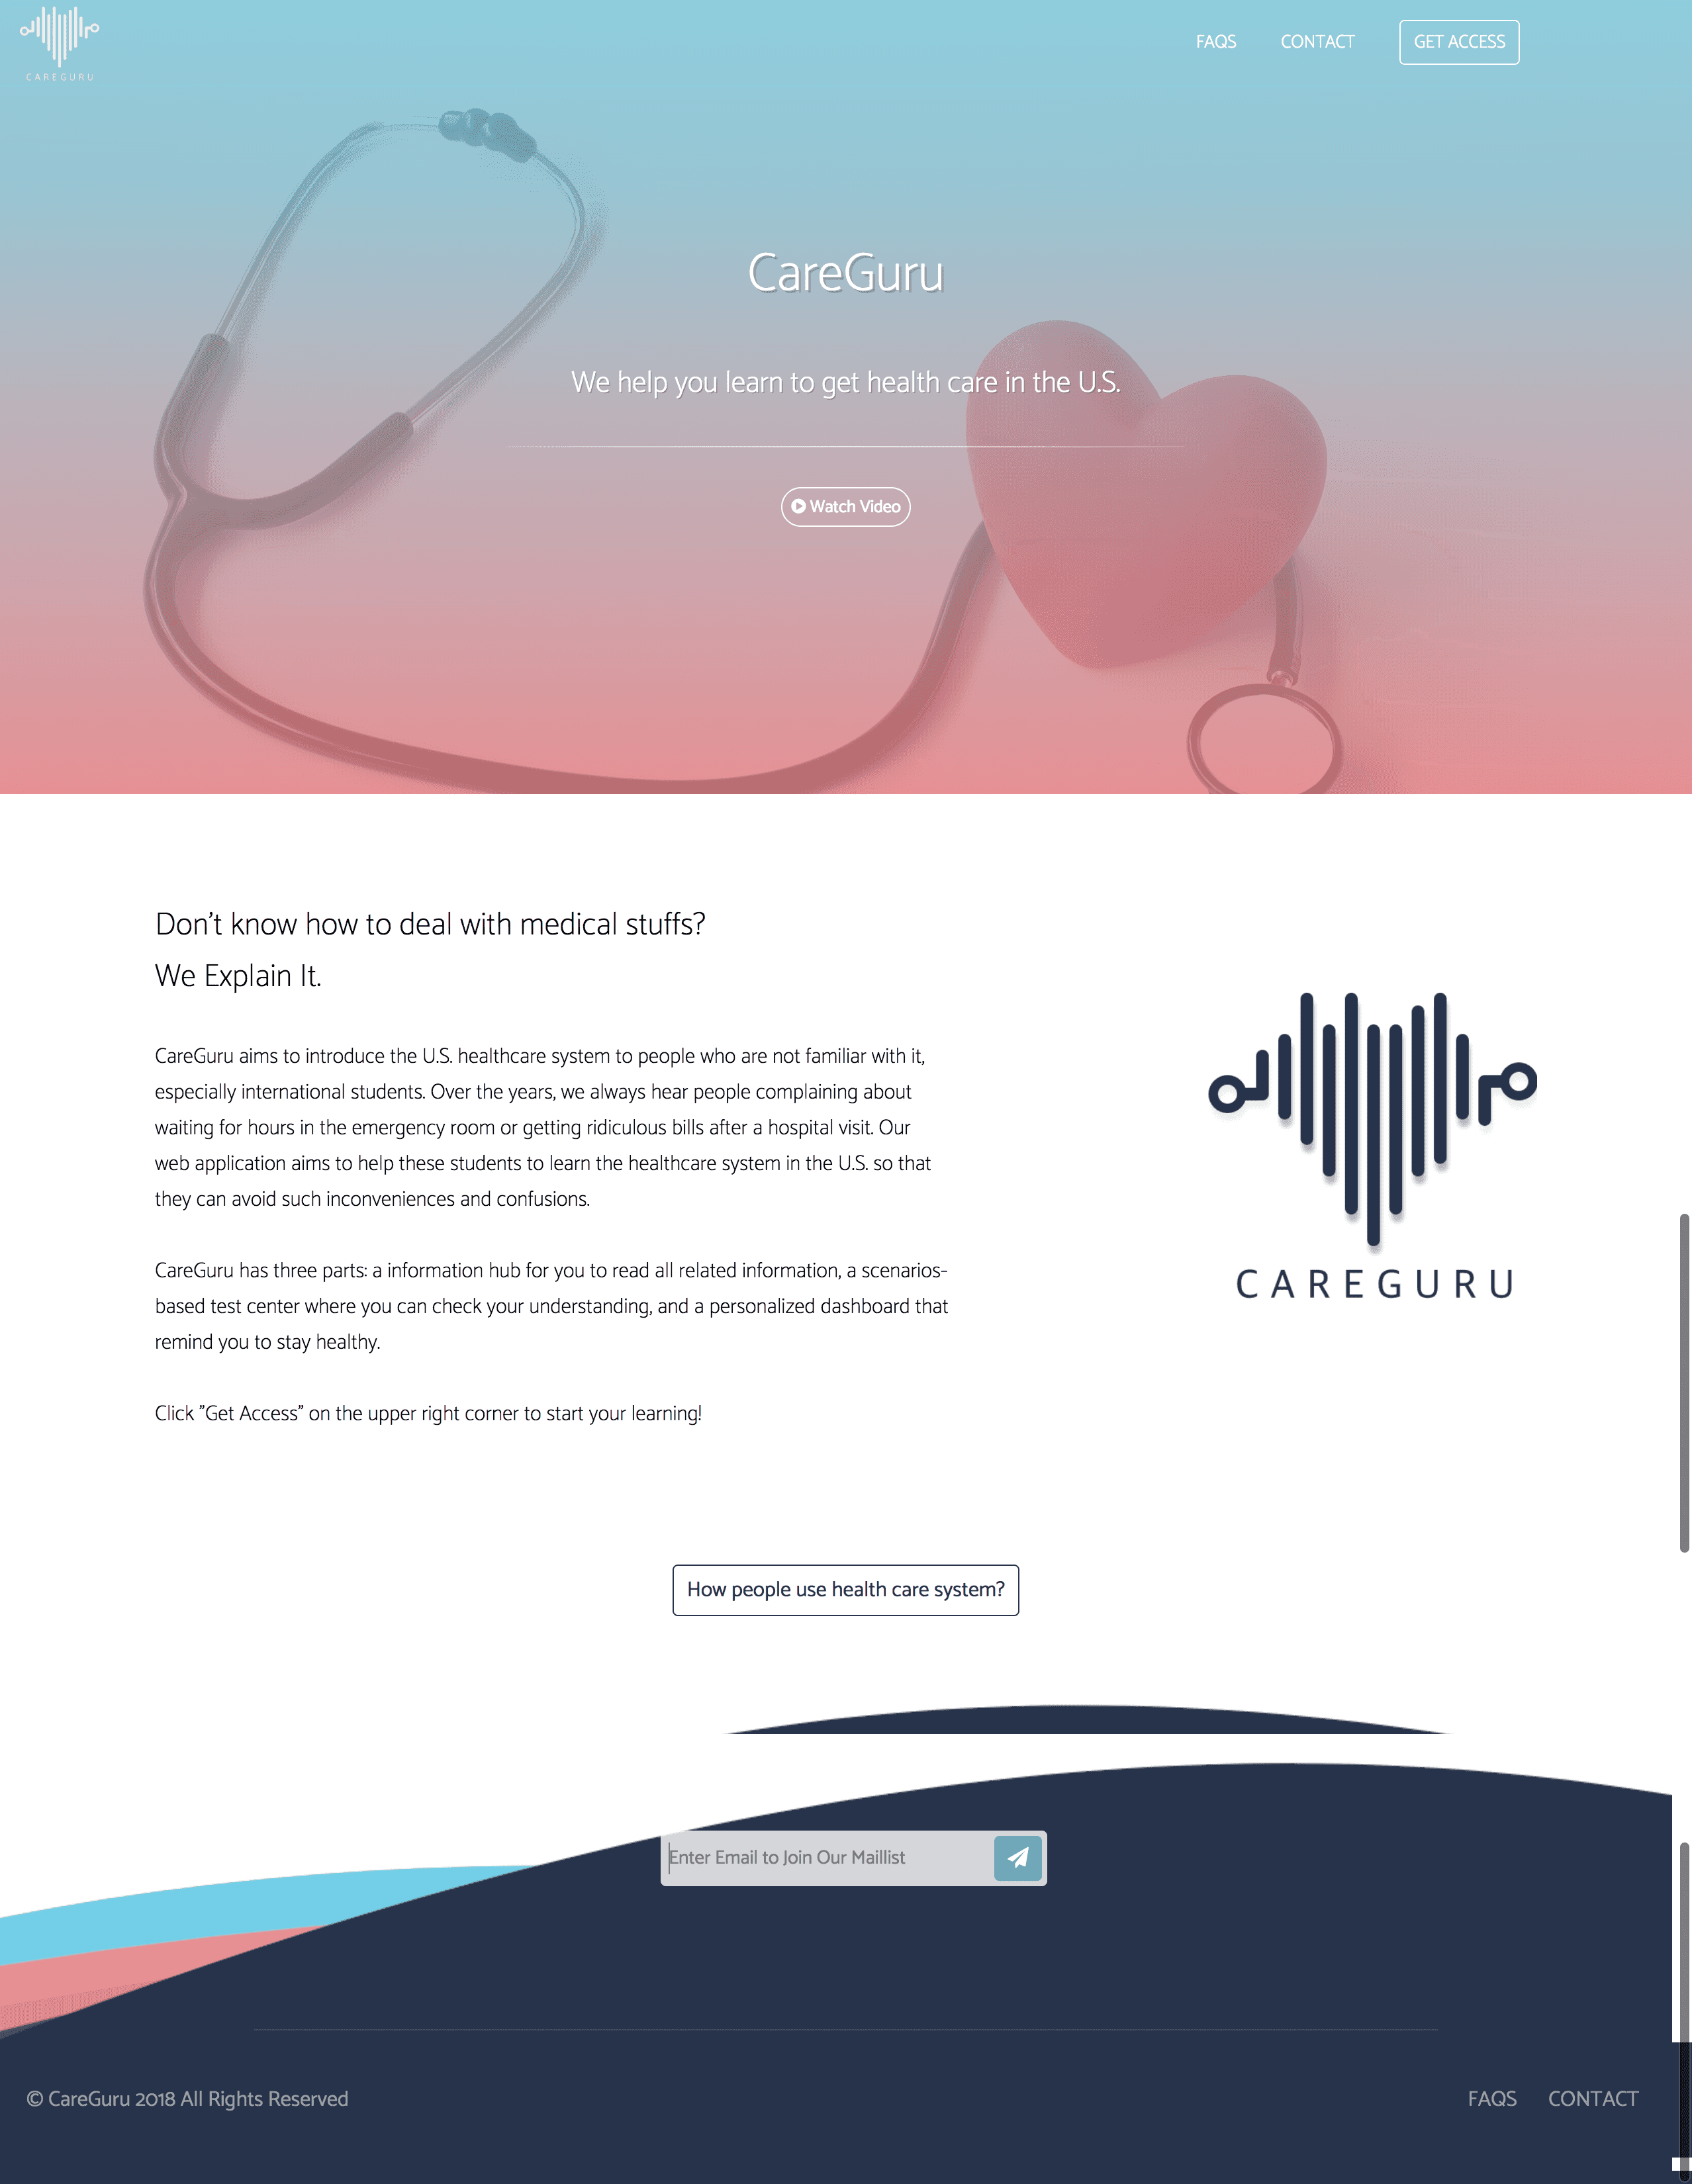 CAREGURU
FAQS
CONTACT
GET ACCESS
CareGuru
We help you learn to get health care in the U.S.
Watch Video
Don't know how to deal with medical stuffs?
We Explain It.
CareGuru aims to introduce the U.S. healthcare system to people who are not familiar with it,
especially international students. Over the years, we always hear people complaining about
waiting for hours in the emergency room or getting ridiculous bills after a hospital visit. Our
web application aims to help these students to learn the healthcare system in the U.S. so that
they can avoid such inconveniences and confusions.
CareGuru has three parts: a information hub for you to read all related information, a scenarios-
based test center where you can check your understanding, and a personalized dashboard that
remind you to stay healthy.
Click ”Get Access” on the upper right corner to start your learning!
CAREGURU
How people use health care system?
Enter Email to Join Our Maillist
© CareGuru 2018 All Rights Reserved
FAQS
CONTACT